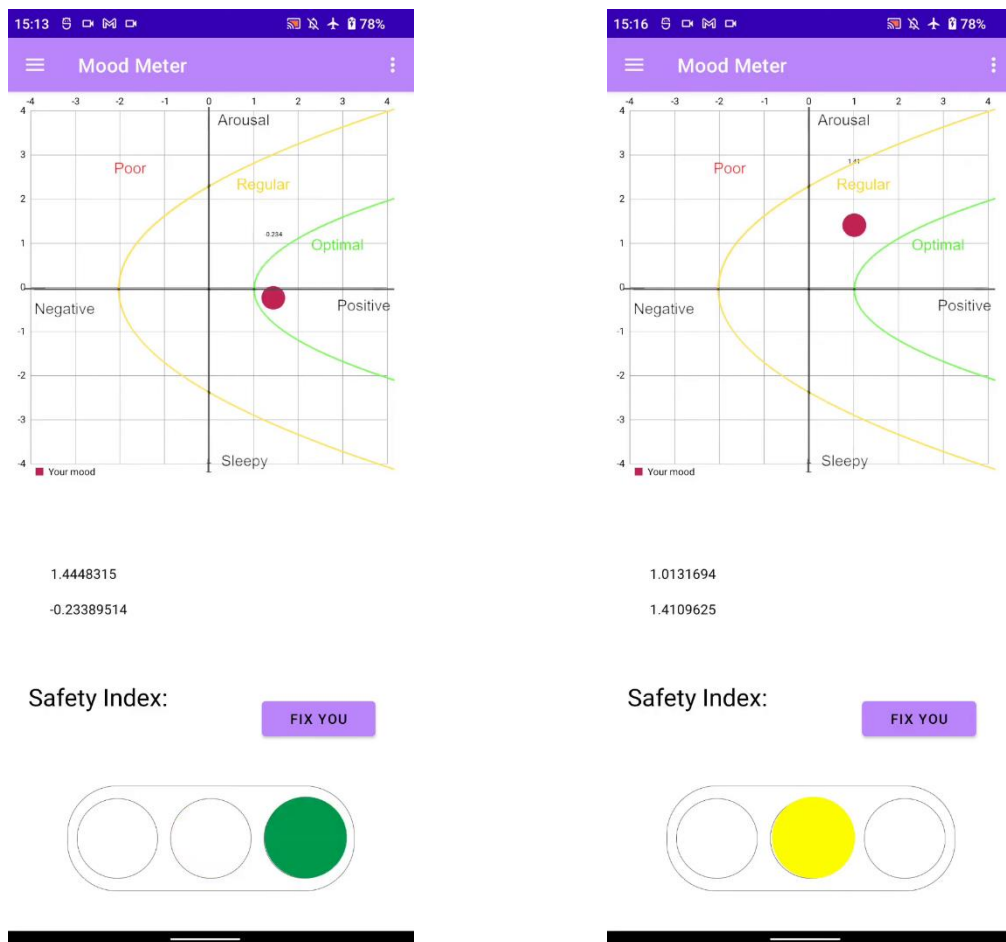 15:13 78%
Mood Meter
-4 -3 -2 -1 0 1 2 3 4
4
Arousal
3
Poor
Regular
2
0.234
1
Optimal
0
Negative
Positive
-1
-2
-3
-4
Sleepy
Your mood
1.4448315
-0.23389514
Safety Index:
FIX YOU
15:16 78%
Mood Meter
-4 -3 -2 -1 0 1 2 3 4
4
Arousal
3
1.41
Poor
Regular
2
1
Optimal
0
Negative
Positive
-1
-2
-3
-4
Sleepy
Your mood
1.0131694
1.4109625
Safety Index:
FIX YOU